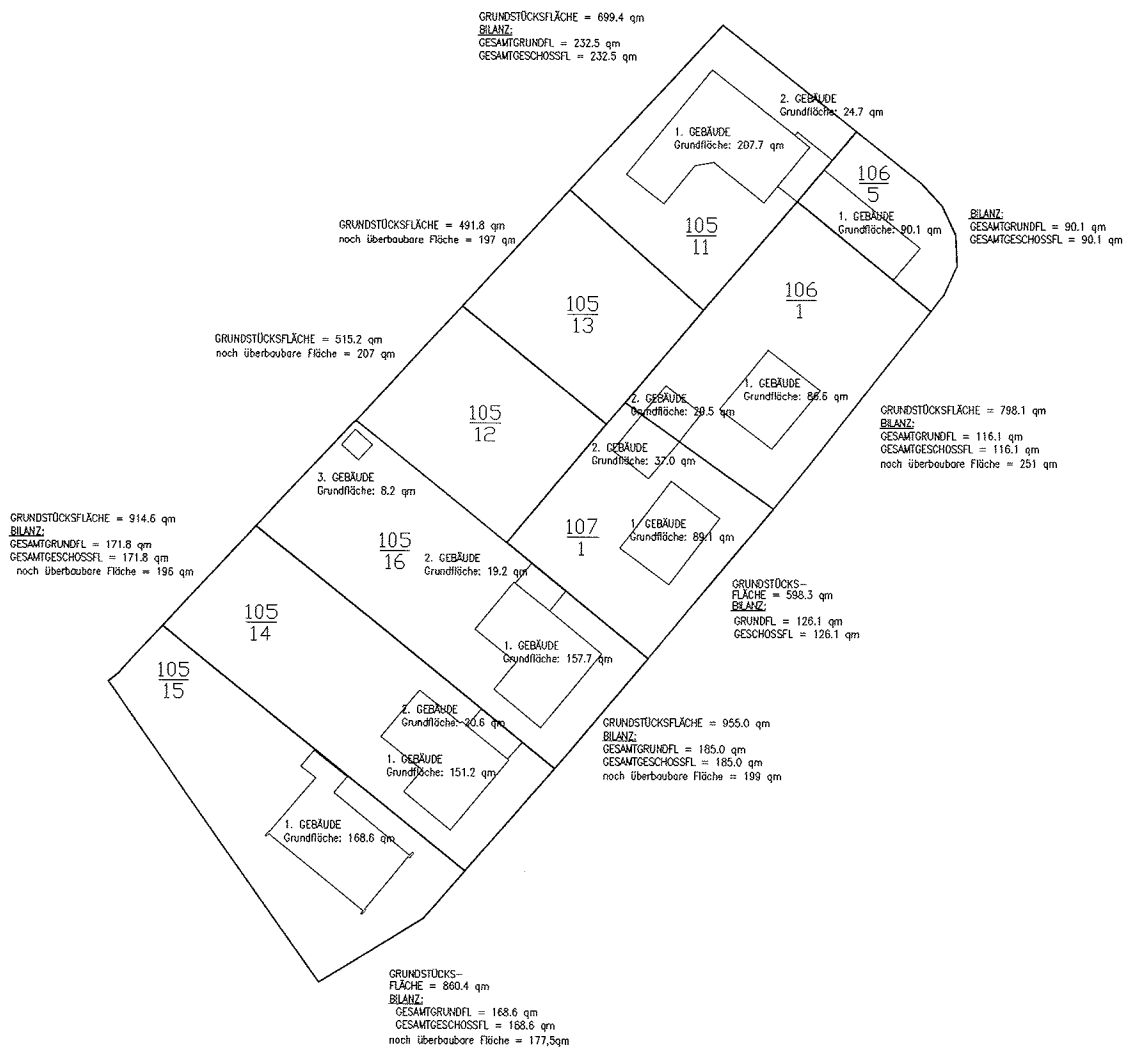 GRUNDSTÜCKSFLÄCHE = 699.4 qm
BILANZ:
GESAMTGRUNDFL = 232.5 qm
GESAMTGESCHOSSFL = 232.5 qm
2. GEBÄUDE
Grundfläche: 24.7 qm
1. GEBÄUDE
Grundfläche: 207.7 qm
106
5
1. GEBÄUDE
Grundfläche: 90.1 qm
BILANZ:
GESAMTGRUNDFL = 90.1 qm
GESAMTGESCHOSSFL = 90.1 qm
GRUNDSTÜCKSFLÄCHE = 491.8 qm
noch überbaubare Fläche = 197 qm
105
11
106
1
105
13
GRUNDSTÜCKSFLÄCHE = 515.2 qm
noch überbaubare Fläche = 207 qm
1. GEBÄUDE
Grundfläche: 86.6 qm
2. GEBÄUDE
Grundfläche: 29.5 qm
105
12
GRUNDSTÜCKSFLÄCHE = 798.1 qm
BILANZ:
GESAMTGRUNDFL = 116.1 qm
GESAMTGESCHOSSFL = 116.1 qm
noch überbaubare Fläche = 251 qm
2. GEBÄUDE
Grundfläche: 37.0 qm
3. GEBÄUDE
Grundfläche: 8.2 qm
GRUNDSTÜCKSFLÄCHE = 914.6 qm
BILANZ:
GESAMTGRUNDFL = 171.8 qm
GESAMTGESCHOSSFL = 171.8 qm
noch überbaubare Fläche = 196 qm
107
1
1. GEBÄUDE
Grundfläche: 89.1 qm
105
16
2. GEBÄUDE
Grundfläche: 19.2 qm
GRUNDSTÜCKS-
FLÄCHE = 598.3 qm
BILANZ:
GRUNDFL = 126.1 qm
GESCHOSSFL = 126.1 qm
105
14
1. GEBÄUDE
Grundfläche: 157.7 qm
105
15
2. GEBÄUDE
Grundfläche: 20.6 qm
GRUNDSTÜCKSFLÄCHE = 955.0 qm
BILANZ:
GESAMTGRUNDFL = 185.0 qm
GESAMTGESCHOSSFL = 185.0 qm
noch überbaubare Fläche = 199 qm
1. GEBÄUDE
Grundfläche: 151.2 qm
1. GEBÄUDE
Grundfläche: 168.6 qm
GRUNDSTÜCKS-
FLÄCHE = 860.4 qm
BILANZ:
GESAMTGRUNDFL = 168.6 qm
GESAMTGESCHOSSFL = 168.6 qm
noch überbaubare Fläche = 177,5qm